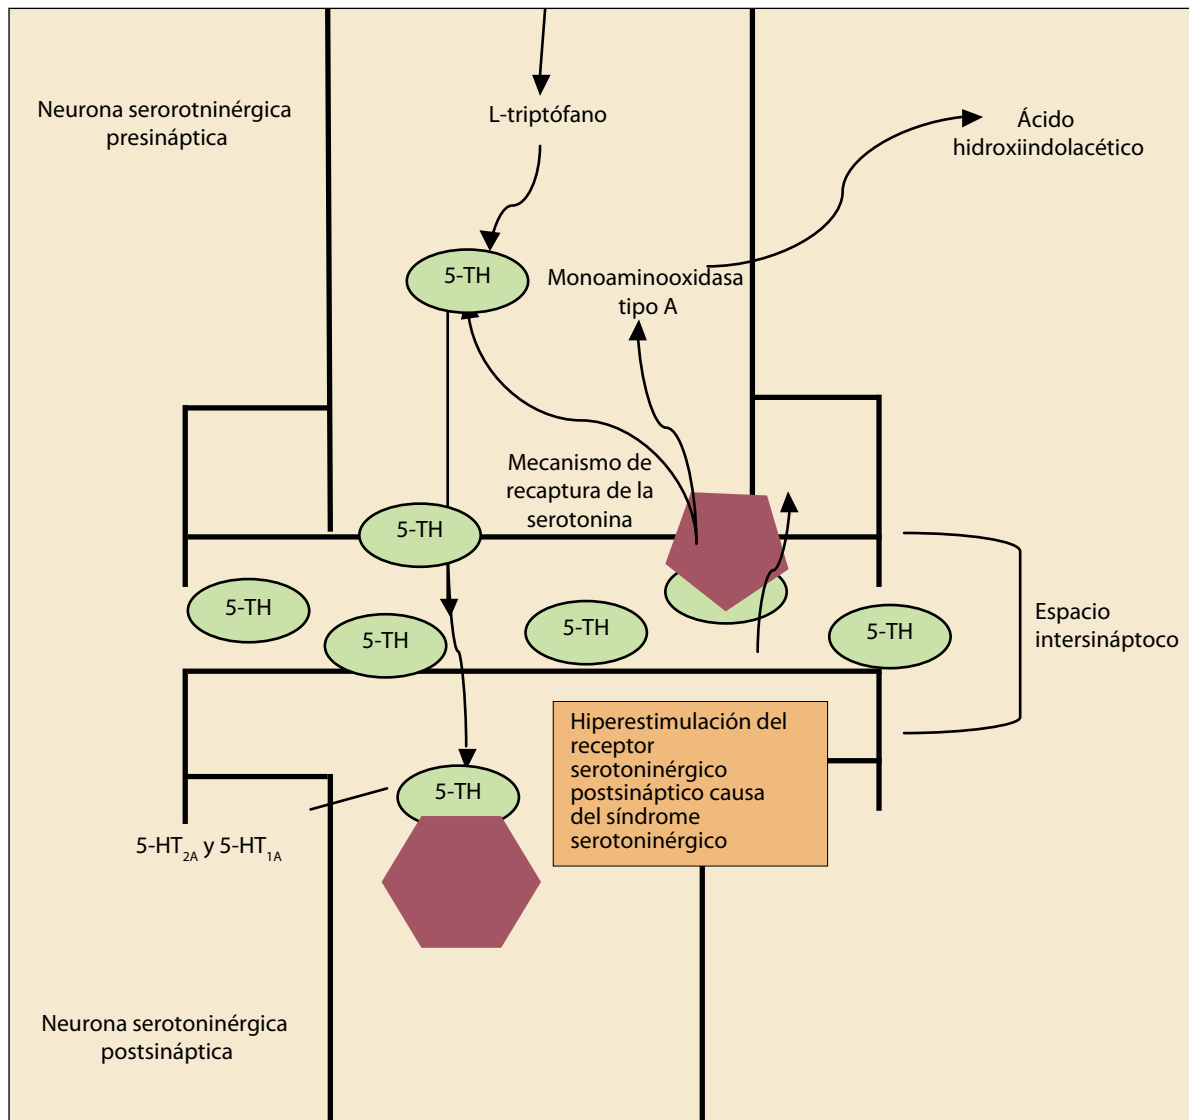 Neurona serorotninérgica
presináptica
L-triptófano
Ácido
hidroxiindolacético
5-TH
Monoaminooxidasa
tipo A
Mecanismo de
recaptura de la
serotonina
5-TH
5-TH
5-TH
5-TH
5-TH
Espacio
intersináptoco
Hiperestimulación del
receptor
serotoninérgico
postsináptico causa
del síndrome
serotoninérgico
5-TH
5-HT2A y 5-HT1A
Neurona serotoninérgica
postsináptica